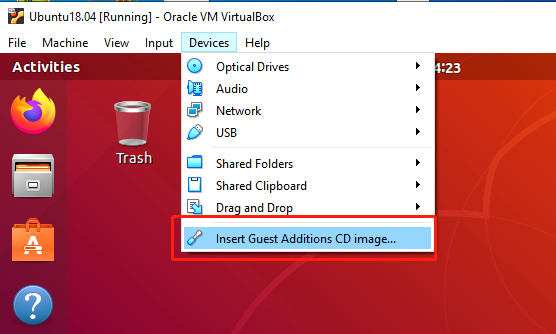 Ubuntu18.04 [Running] - Oracle VM VirtualBox
File Machine View Input Devices Help
Activities
4:23
Optical Drives
Audio
Network
USB
Trash
Shared Folders
Shared Clipboard
Drag and Drop
Insert Guest Additions CD image...